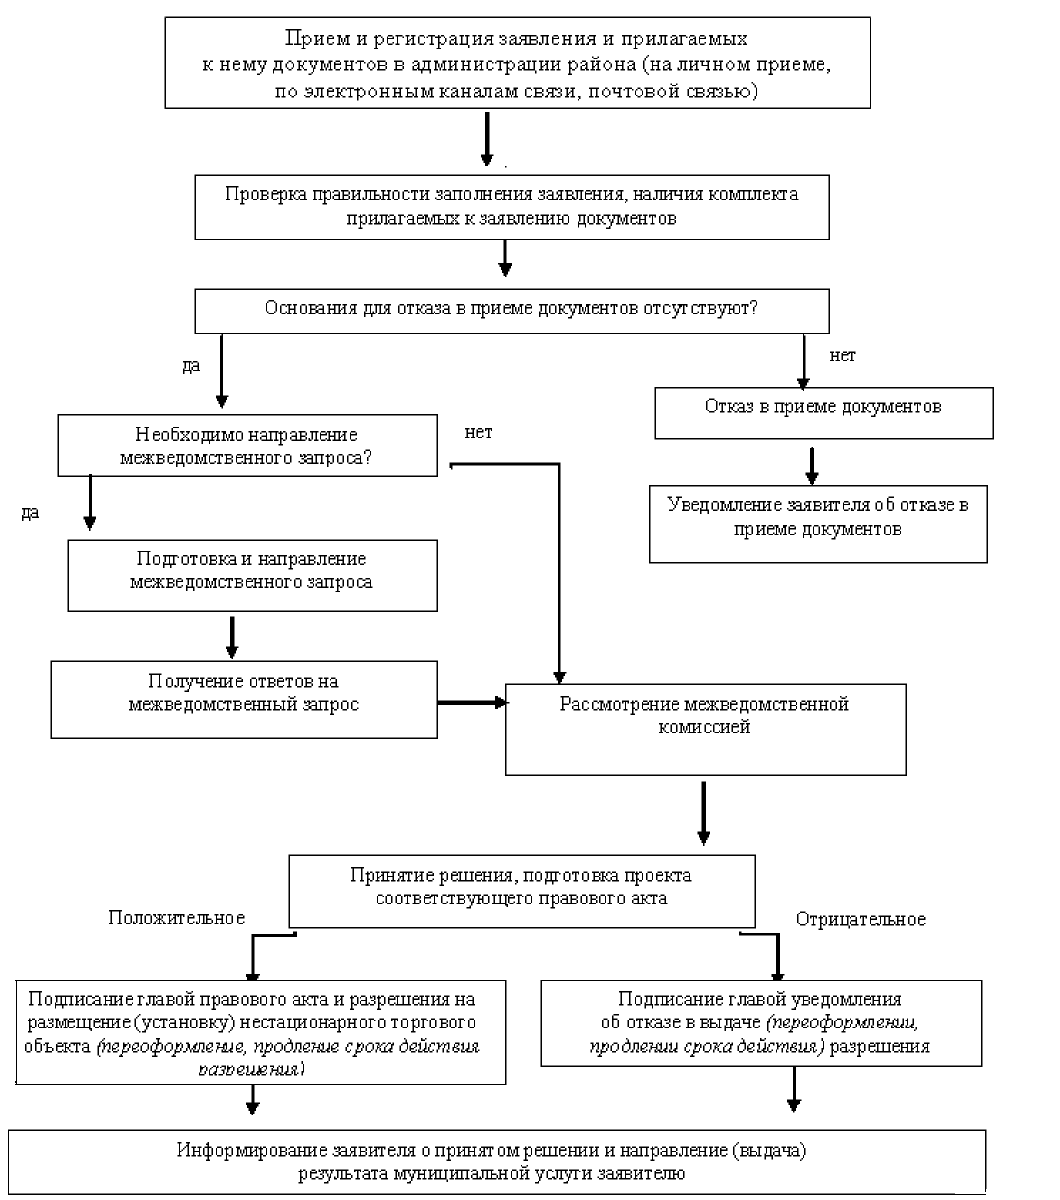 Прием и регистрация заявления и прилагаемых
к нему документов в администрации района (на личном приеме,
по электронным каналам связи, почтовой связью)
Проверка правильности заполнения заявления, наличия комплекта
прилагаемых к заявлению документов
Основания для отказа в приеме документов отсутствуют?
да
нет
Отказ в приеме документов
Необходимо направление
межведомственного запроса?
нет
Уведомление заявителя об отказе в
приеме документов
да
Подготовка и направление
межведомственного запроса
Получение ответов на
межведомственный запрос
Рассмотрение межведомственной
комиссией
Принятие решения, подготовка проекта
соответствующего правового акта
Положительное
Отрицательное
Подписание главой правового акта и разрешения на
размещение (установку) нестационарного торгового
объекта (переоформление, продление срока действия
разрешения)
Подписание главой уведомления
об отказе в выдаче (переоформлении,
продлении срока действия) разрешения
Информирование заявителя о принятом решении и направление (выдача)
результата муниципальной услуги заявителю